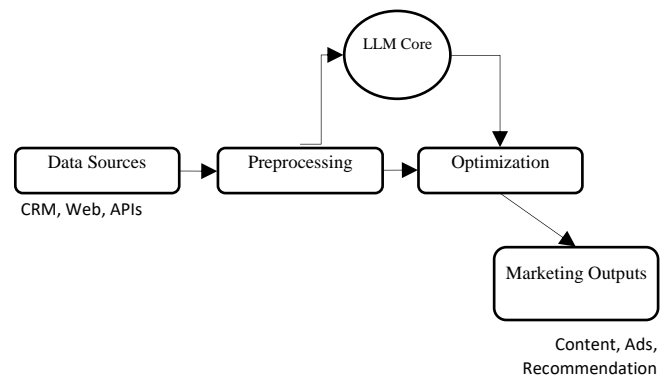 LLM Core
Data Sources
Preprocessing
Optimization
CRM, Web, APIs
Marketing Outputs
Content, Ads,
Recommendation